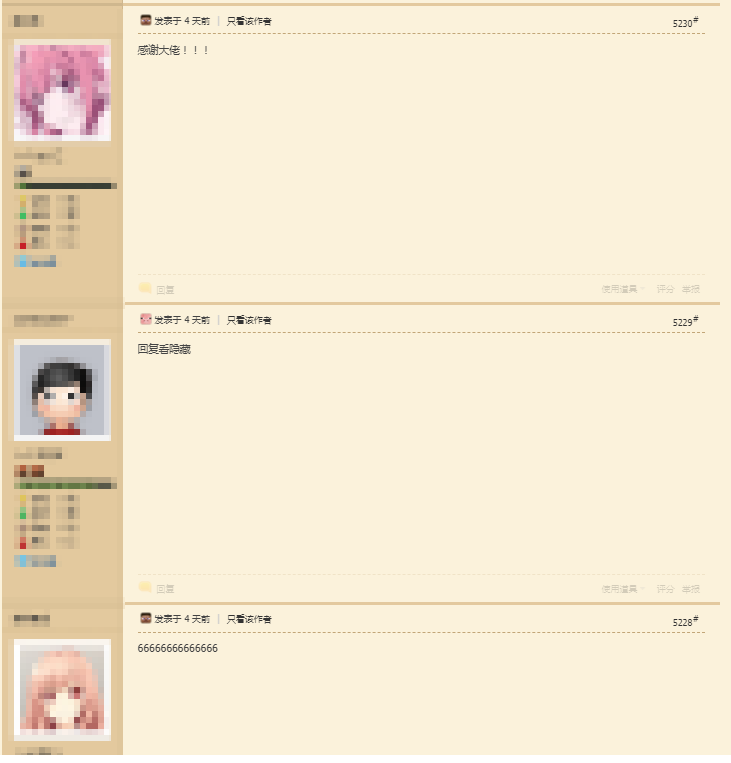 发表于 4 天前 | 只看该作者 5230#
感谢大佬！！！
回复 使用道具 评分 举报
发表于 4 天前 | 只看该作者 5229#
回复看隐藏
回复 使用道具 评分 举报
发表于 4 天前 | 只看该作者 5228#
66666666666666